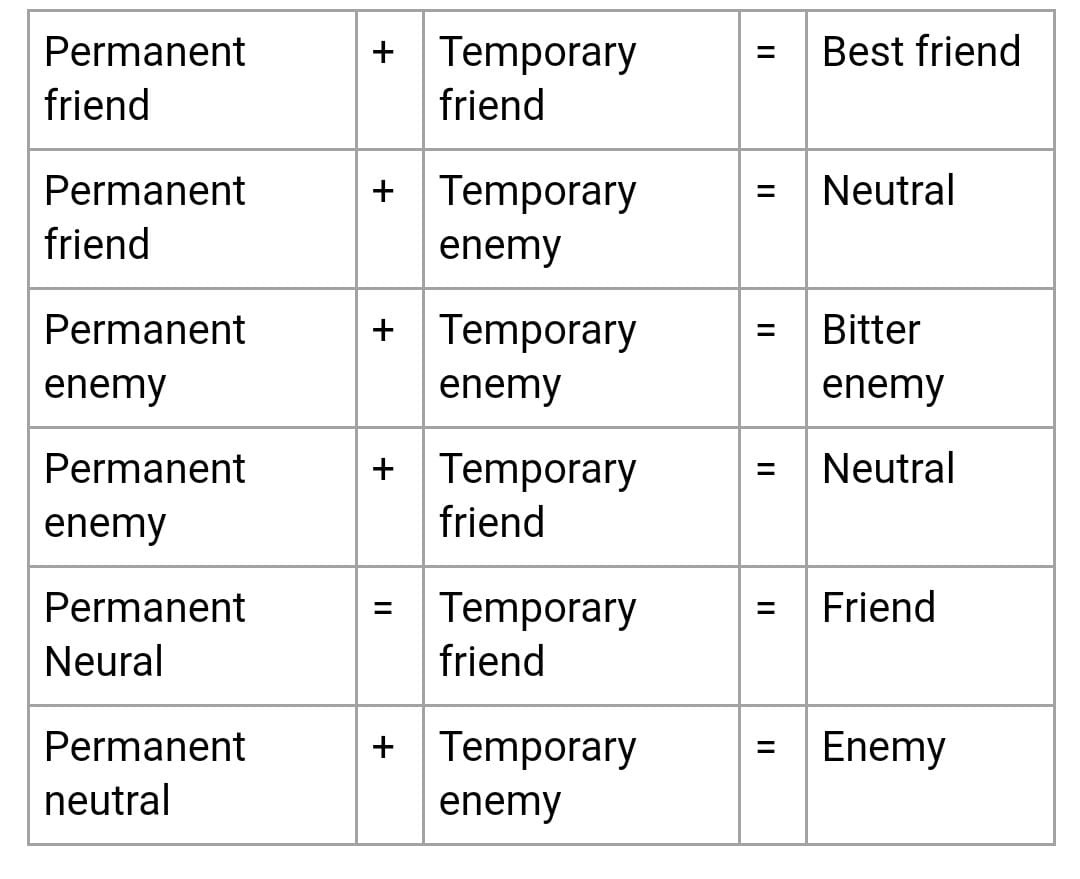 Permanent + Temporary = Best friend
friend friend
Permanent + Temporary = Neutral
friend enemy
Permanent + Temporary = Bitter
enemy enemy enemy
Permanent + Temporary = Neutral
enemy friend
Permanent = Temporary = Friend
Neural friend
Permanent + Temporary = Enemy
neutral enemy